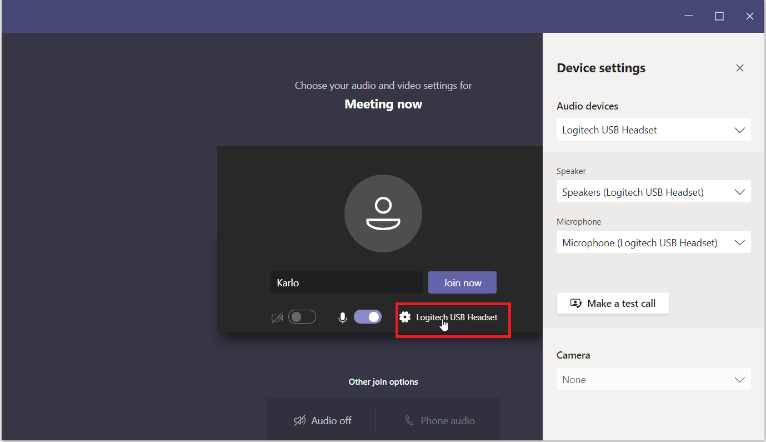 Choose your audio and video settings for
Meeting now
Karlo
Join now
Logitech USB Headset
Other join options
Audio off
Phone audio
Device settings
Audio devices
Logitech USB Headset
Speaker
Speakers (Logitech USB Headset)
Microphone
Microphone (Logitech USB Headset)
Make a test call
Camera
None